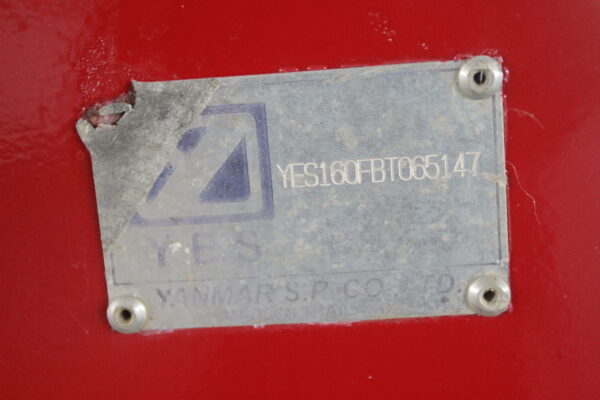 YES160FBT065147
YES
YANMAR S.P. CO., LTD.